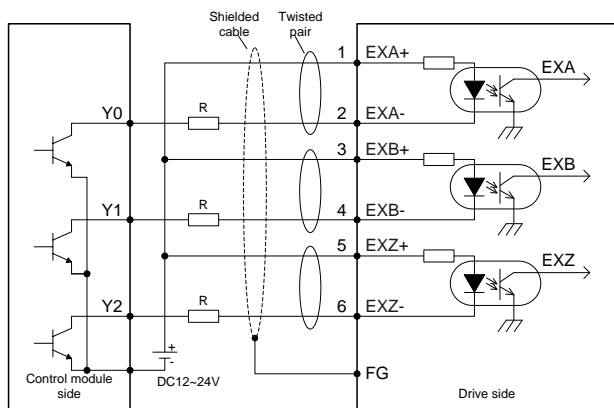 Shielded
cable
Twisted
pair
1
EXA+
EXA
Y0
R
2
EXA-
3
EXB+
EXB
Y1
R
4
EXB-
5
EXZ+
EXZ
Y2
R
6
EXZ-
+
-
Control module
side
DC12~24V
FG
Drive side